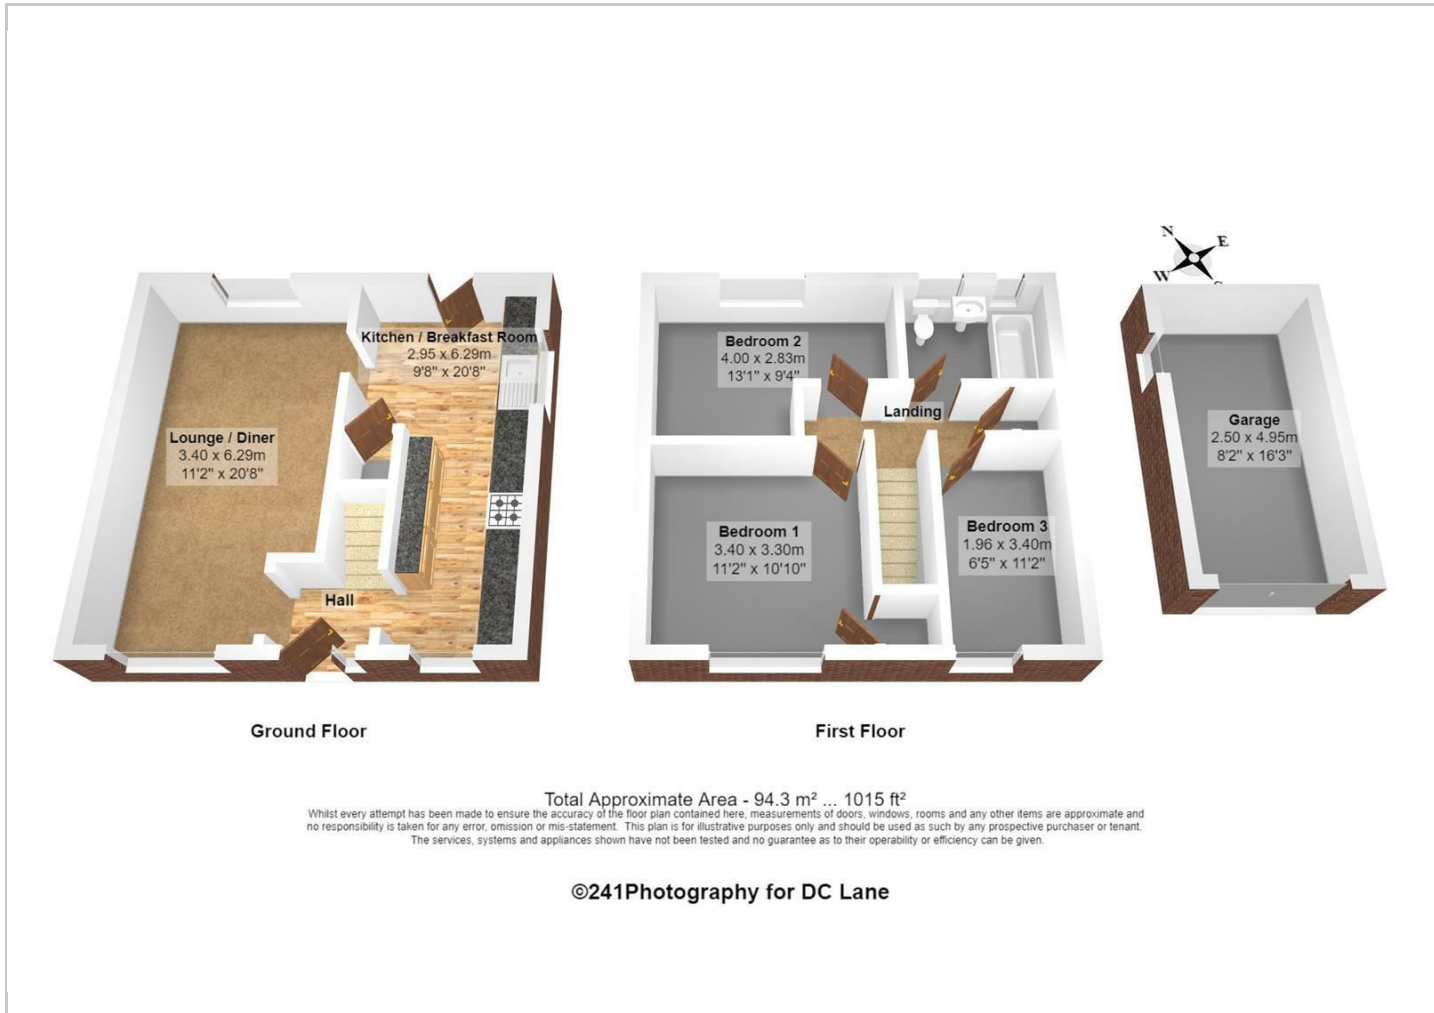 N
E
W
S
Kitchen / Breakfast Room
2.95 x 6.29m
9'8" x 20'8"
Lounge / Diner
3.40 x 6.29m
11'2" x 20'8"
Hall
Bedroom 2
4.00 x 2.83m
13'1" x 9'4"
Landing
Bedroom 1
3.40 x 3.30m
11'2" x 10'10"
Bedroom 3
1.96 x 3.40m
6'5" x 11'2"
Garage
2.50 x 4.95m
8'2" x 16'3"
Ground Floor
First Floor
Total Approximate Area - 94.3 m² ... 1015 ft²
Whilst every attempt has been made to ensure the accuracy of the floor plan contained here, measurements of doors, windows, rooms and any other items are approximate and
no responsibility is taken for any error, omission or mis-statement. This plan is for illustrative purposes only and should be used as such by any prospective purchaser or tenant.
The services, systems and appliances shown have not been tested and no guarantee as to their operability or efficiency can be given.
©241Photography for DC Lane